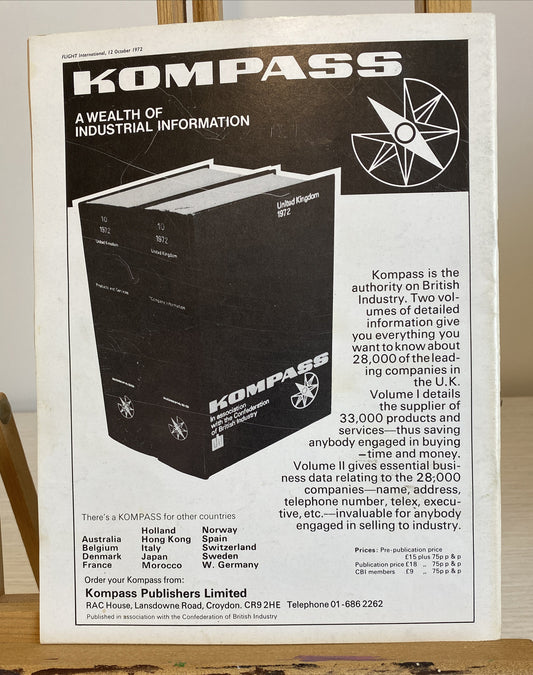 FLIGHT International, 12 October 1972
KOMPASS
A WEALTH OF
INDUSTRIAL INFORMATION
United Kingdom
1972
10
1972
United Kingdom
Products and Services
10
1972
United Kingdom
Company Information
KOMPASS
In association
with the Confederation
of British Industry
Kompass is the
authority on British
Industry. Two vol-
umes of detailed
information give
you everything you
want to know about
28,000 of the lead-
ing companies in
the U.K.
Volume I details
the supplier of
33,000 products and
services—thus saving
anybody engaged in buying
—time and money.
Volume II gives essential busi-
ness data relating to the 28;000
companies—name, address,
telephone number, telex, execu-
tive, etc.—invaluable for anybody
engaged in selling to industry.
There's a KOMPASS for other countries
Holland Norway
Australia Hong Kong Spain
Belgium Italy Switzerland
Denmark Japan Sweden
France Morocco W. Germany
Prices: Pre-publication price
£15 plus 75p p & p
Publication price £18 ,, 75p p & p
CBI members £9 ,, 75p p & p
Order your Kompass from:
Kompass Publishers Limited
RAC House, Lansdowne Road, Croydon. CR9 2HE Telephone 01-686 2262
Published in association with the Confederation of British Industry